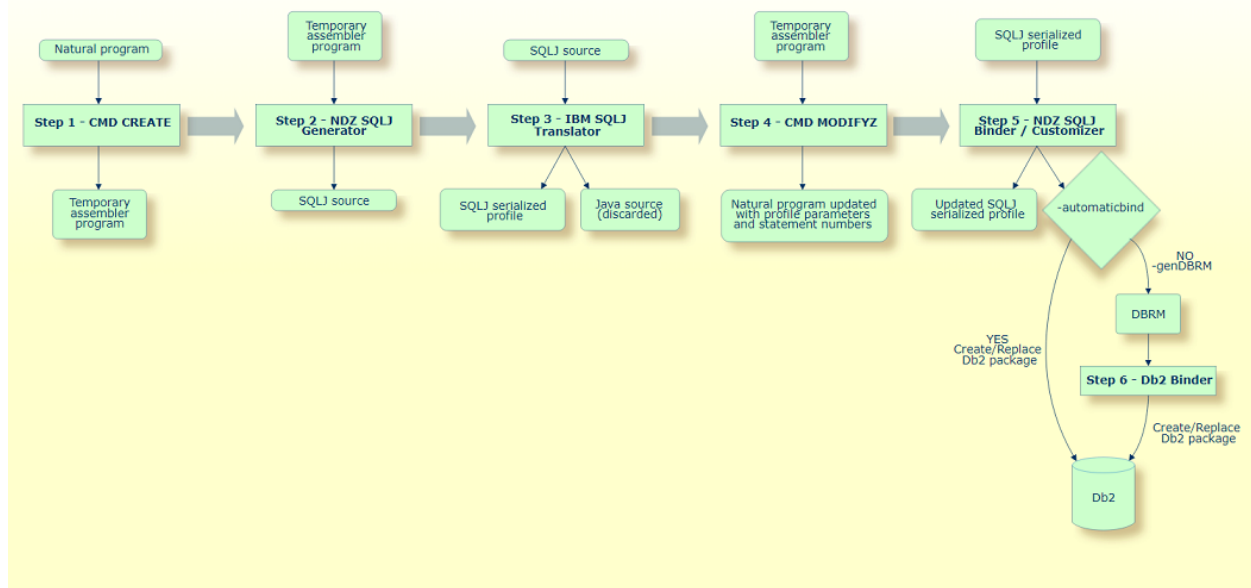 Natural program
Temporary
assembler
program
SQLJ source
Temporary
assembler
program
SQLJ serialized
profile
Step 1 - CMD CREATE
Step 2 - NDZ SQLJ
Generator
Step 3 - IBM SQLJ
Translator
Step 4 - CMD MODIFYZ
Step 5 - NDZ SQLJ
Binder / Customizer
Temporary
assembler
program
SQLJ source
SQLJ serialized
profile
Java source
(discarded)
Natural program updated
with profile parameters
and statement numbers
Updated SQLJ
serialized profile
-automaticbind
NO
-genDBRM
DBRM
YES
Create/Replace
Db2 package
Step 6 - Db2 Binder
Create/Replace
Db2 package
Db2